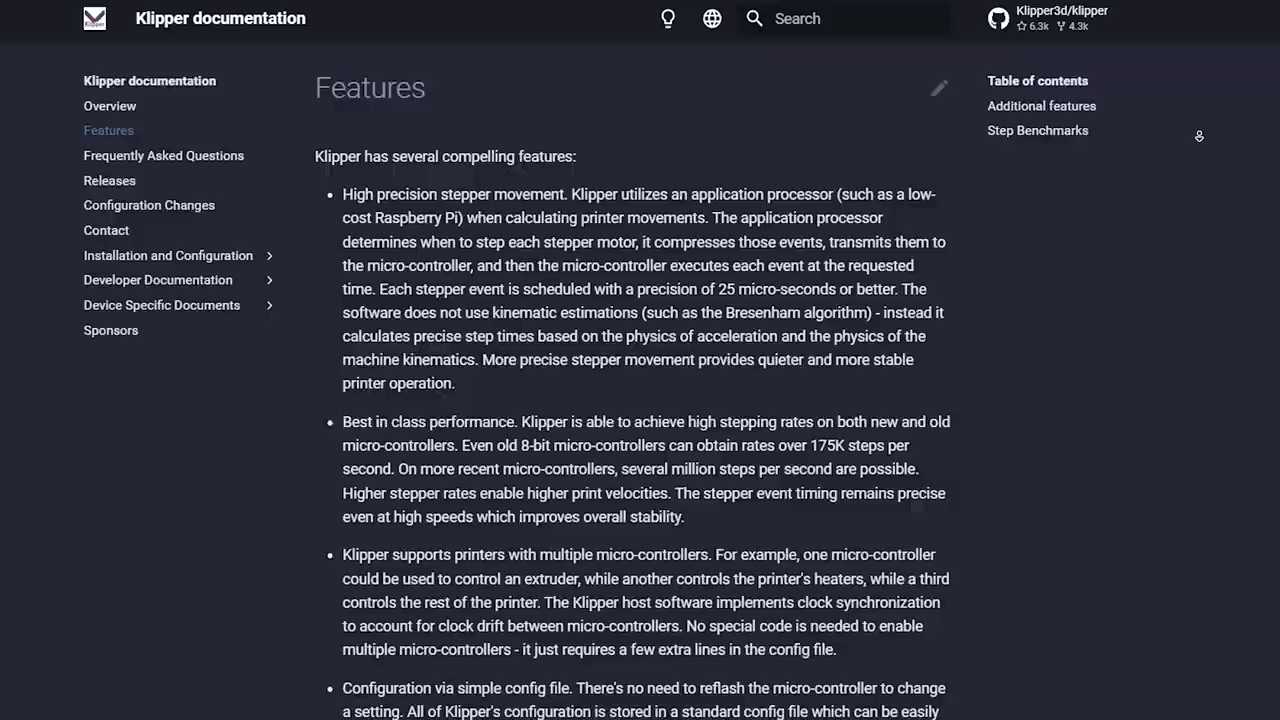 Klipper documentation
Search
Klipper3d/klipper
6.3k 4.3k
Klipper documentation
Overview
Features
Frequently Asked Questions
Releases
Configuration Changes
Contact
Installation and Configuration
Developer Documentation
Device Specific Documents
Sponsors
Features
Klipper has several compelling features:
• High precision stepper movement. Klipper utilizes an application processor (such as a low-
cost Raspberry Pi) when calculating printer movements. The application processor
determines when to step each stepper motor, it compresses those events, transmits them to
the micro-controller, and then the micro-controller executes each event at the requested
time. Each stepper event is scheduled with a precision of 25 micro-seconds or better. The
software does not use kinematic estimations (such as the Bresenham algorithm) - instead it
calculates precise step times based on the physics of acceleration and the physics of the
machine kinematics. More precise stepper movement provides quieter and more stable
printer operation.
• Best in class performance. Klipper is able to achieve high stepping rates on both new and old
micro-controllers. Even old 8-bit micro-controllers can obtain rates over 175K steps per
second. On more recent micro-controllers, several million steps per second are possible.
Higher stepper rates enable higher print velocities. The stepper event timing remains precise
even at high speeds which improves overall stability.
• Klipper supports printers with multiple micro-controllers. For example, one micro-controller
could be used to control an extruder, while another controls the printer's heaters, while a third
controls the rest of the printer. The Klipper host software implements clock synchronization
to account for clock drift between micro-controllers. No special code is needed to enable
multiple micro-controllers - it just requires a few extra lines in the config file.
• Configuration via simple config file. There's no need to reflash the micro-controller to change
a setting. All of Klipper's configuration is stored in a standard config file which can be easily
Table of contents
Additional features
Step Benchmarks